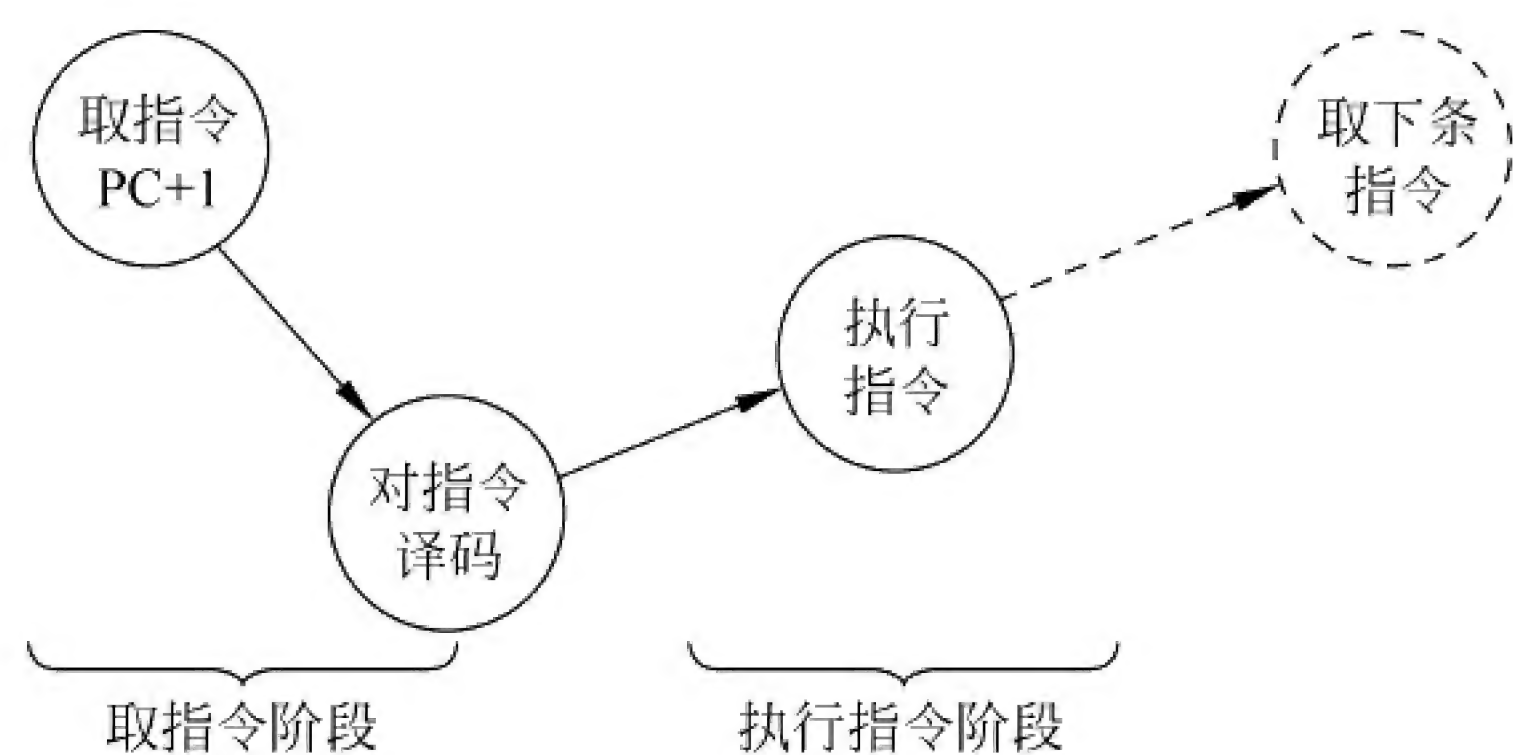 取指令
PC+1
对指令
译码
执行
指令
取下条
指令
取指令阶段
执行指令阶段